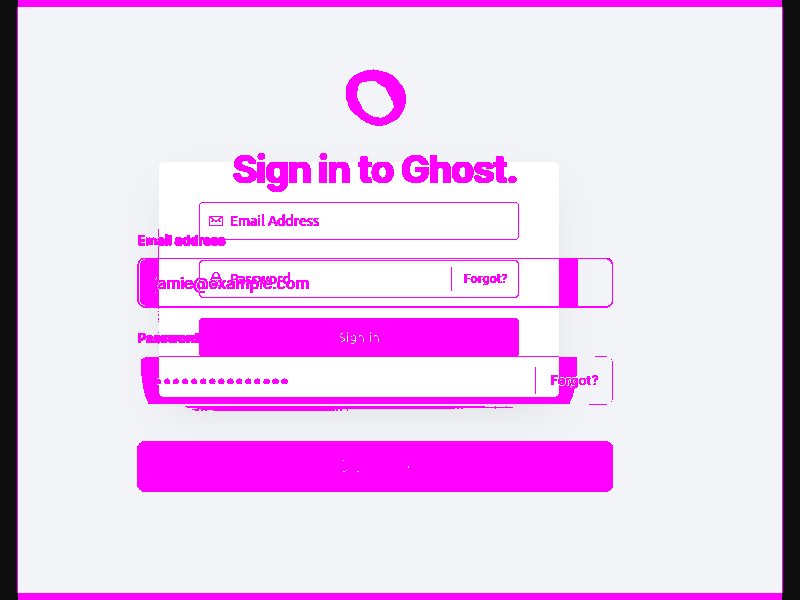 Sign in to Ghost.
Email Address
Email address
Password Forgot?
jamie@example.com
Password
Sign in
Forgot?